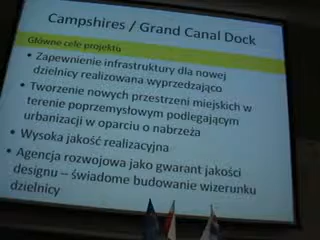 Campshires / Grand Canal Dock
Główne cele projektu
• Zapewnienie infrastruktury dla nowej
dzielnicy realizowana wyprzedzająco
• Tworzenie nowych przestrzeni miejskich w
terenie poprzemysłowym podlegającym
urbanizacji w oparciu o nabrzeża
• Wysoka jakość realizacyjna
• Agencja rozwojowa jako gwarant jakości
designu – świadome budowanie wizerunku
dzielnicy